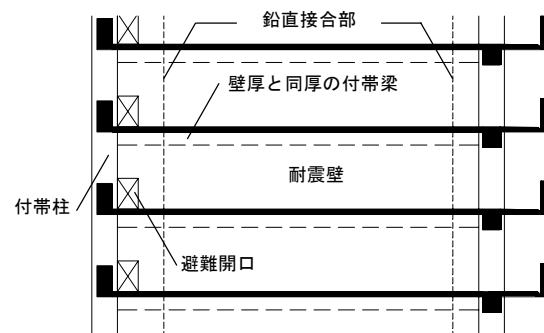 鉛直接合部
壁厚と同厚の付帯梁
耐震壁
付帯柱
避難開口